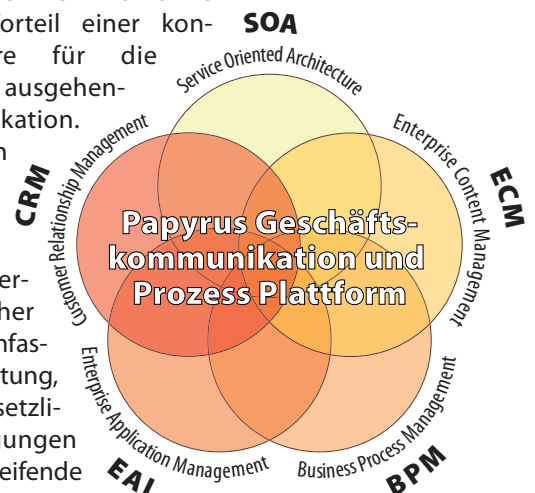 orteil einer kon-
re für die
ausgehen-
kation.
er-
her
nfas-
tung,
setzli-
ungen
eifende
SOA
Service Oriented Architecture
ECM
Enterprise Content Management
CRM
Customer Relationship Management
Papyrus Geschäfts-
kommunikation und
Prozess Plattform
Enterprise Application Management
EAI
Business Process Management
BPM